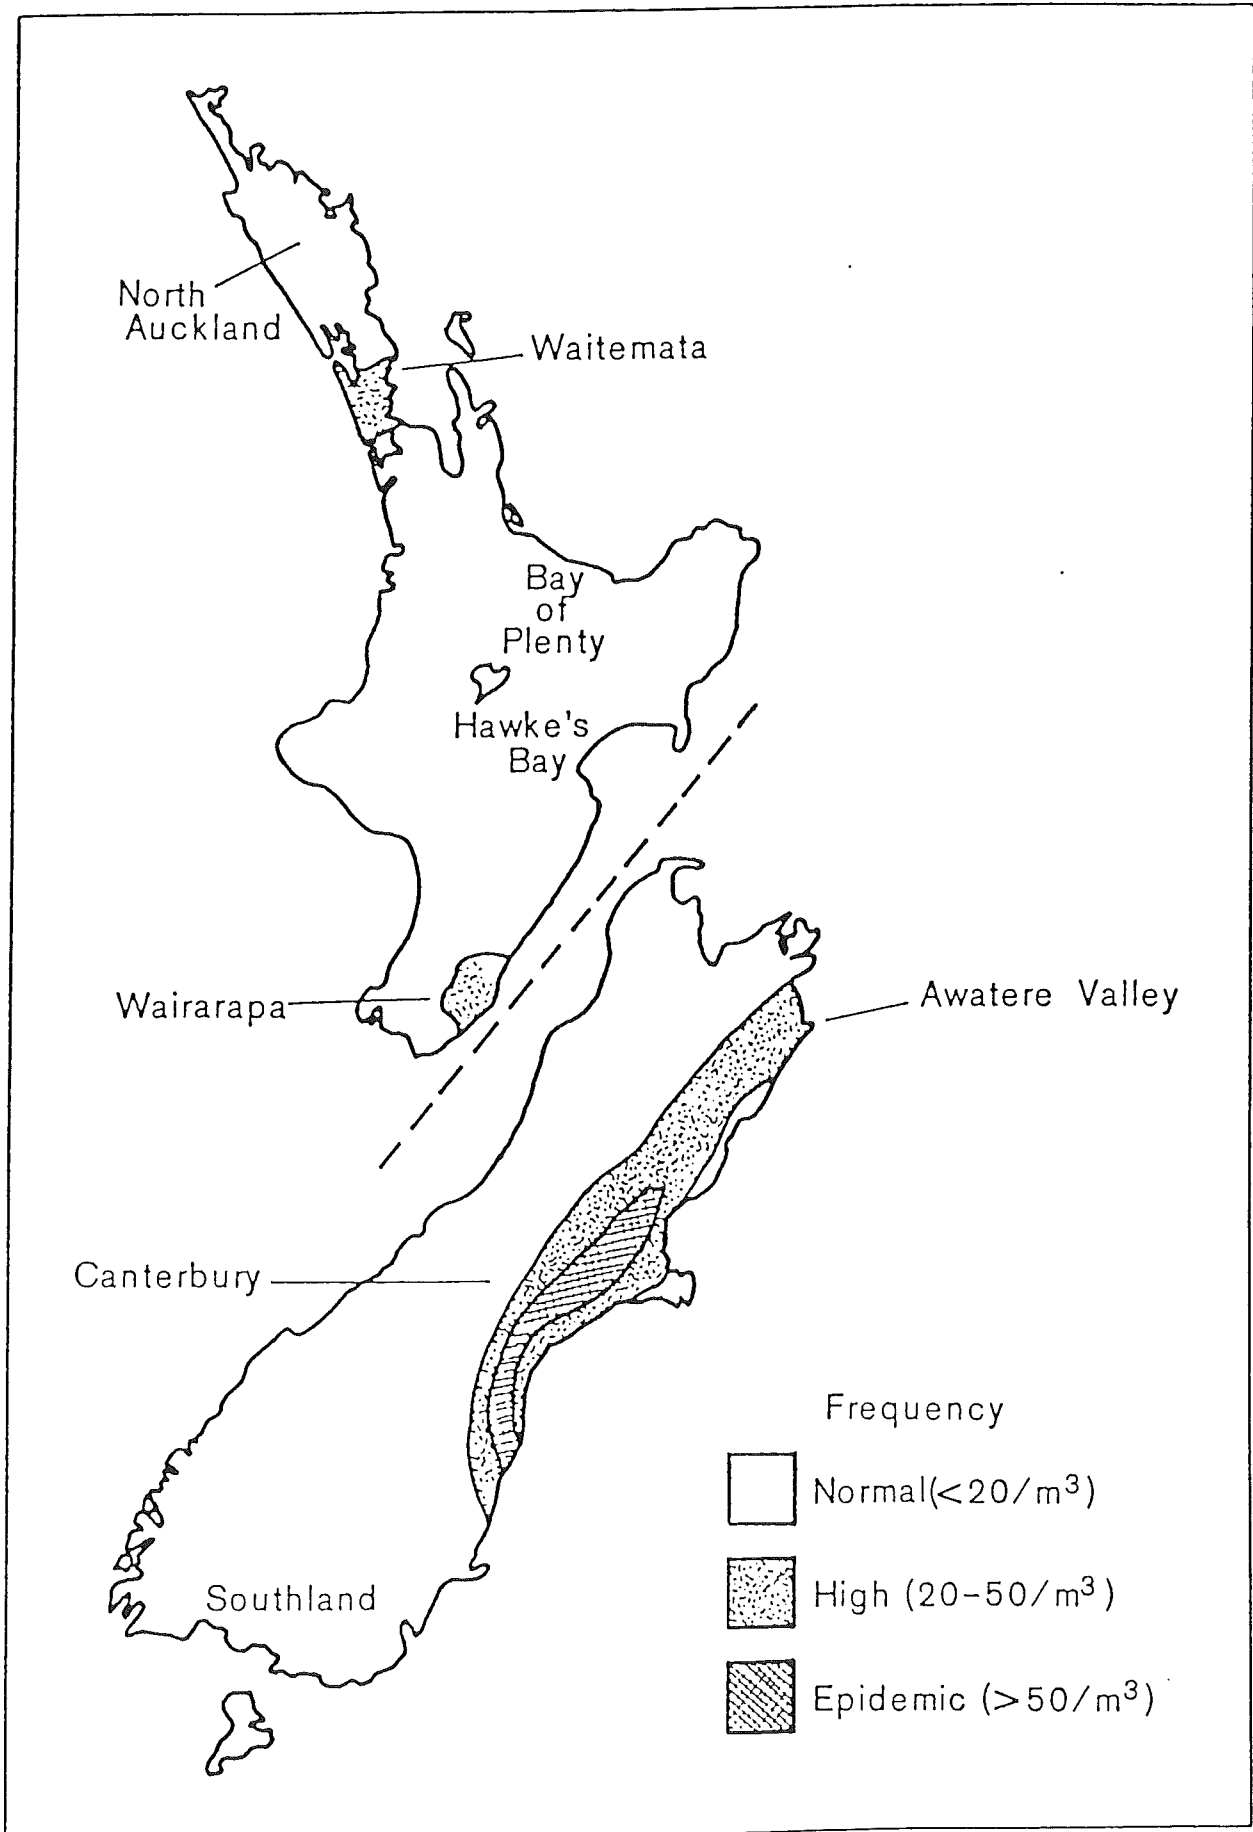 North
Auckland
Waitemata
Bay
of
Plenty
Hawke's
Bay
Wairarapa
Awatere Valley
Canterbury
Southland
Frequency
Normal(<20/m³)
High (20-50/m³)
Epidemic (>50/m³)